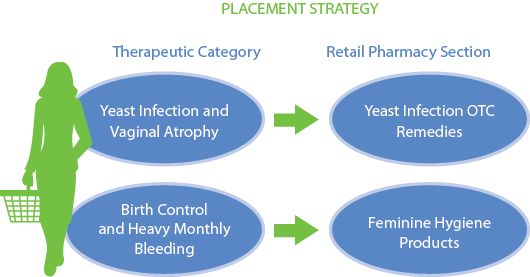 PLACEMENT STRATEGY
Therapeutic Category
Retail Pharmacy Section
Yeast Infection and
Vaginal Atrophy
Yeast Infection OTC
Remedies
Birth Control
and Heavy Monthly
Bleeding
Feminine Hygiene
Products